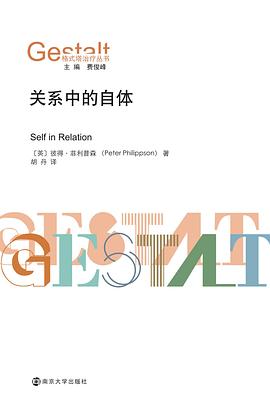 Gestalt
格式塔治疗丛书
主 编 费俊峰
关系中的自体
Self in Relation
〔英〕彼得·菲利普森 (Peter Philippson) 著
胡 丹 译
GESTALT
GESTALT
南京大学出版社